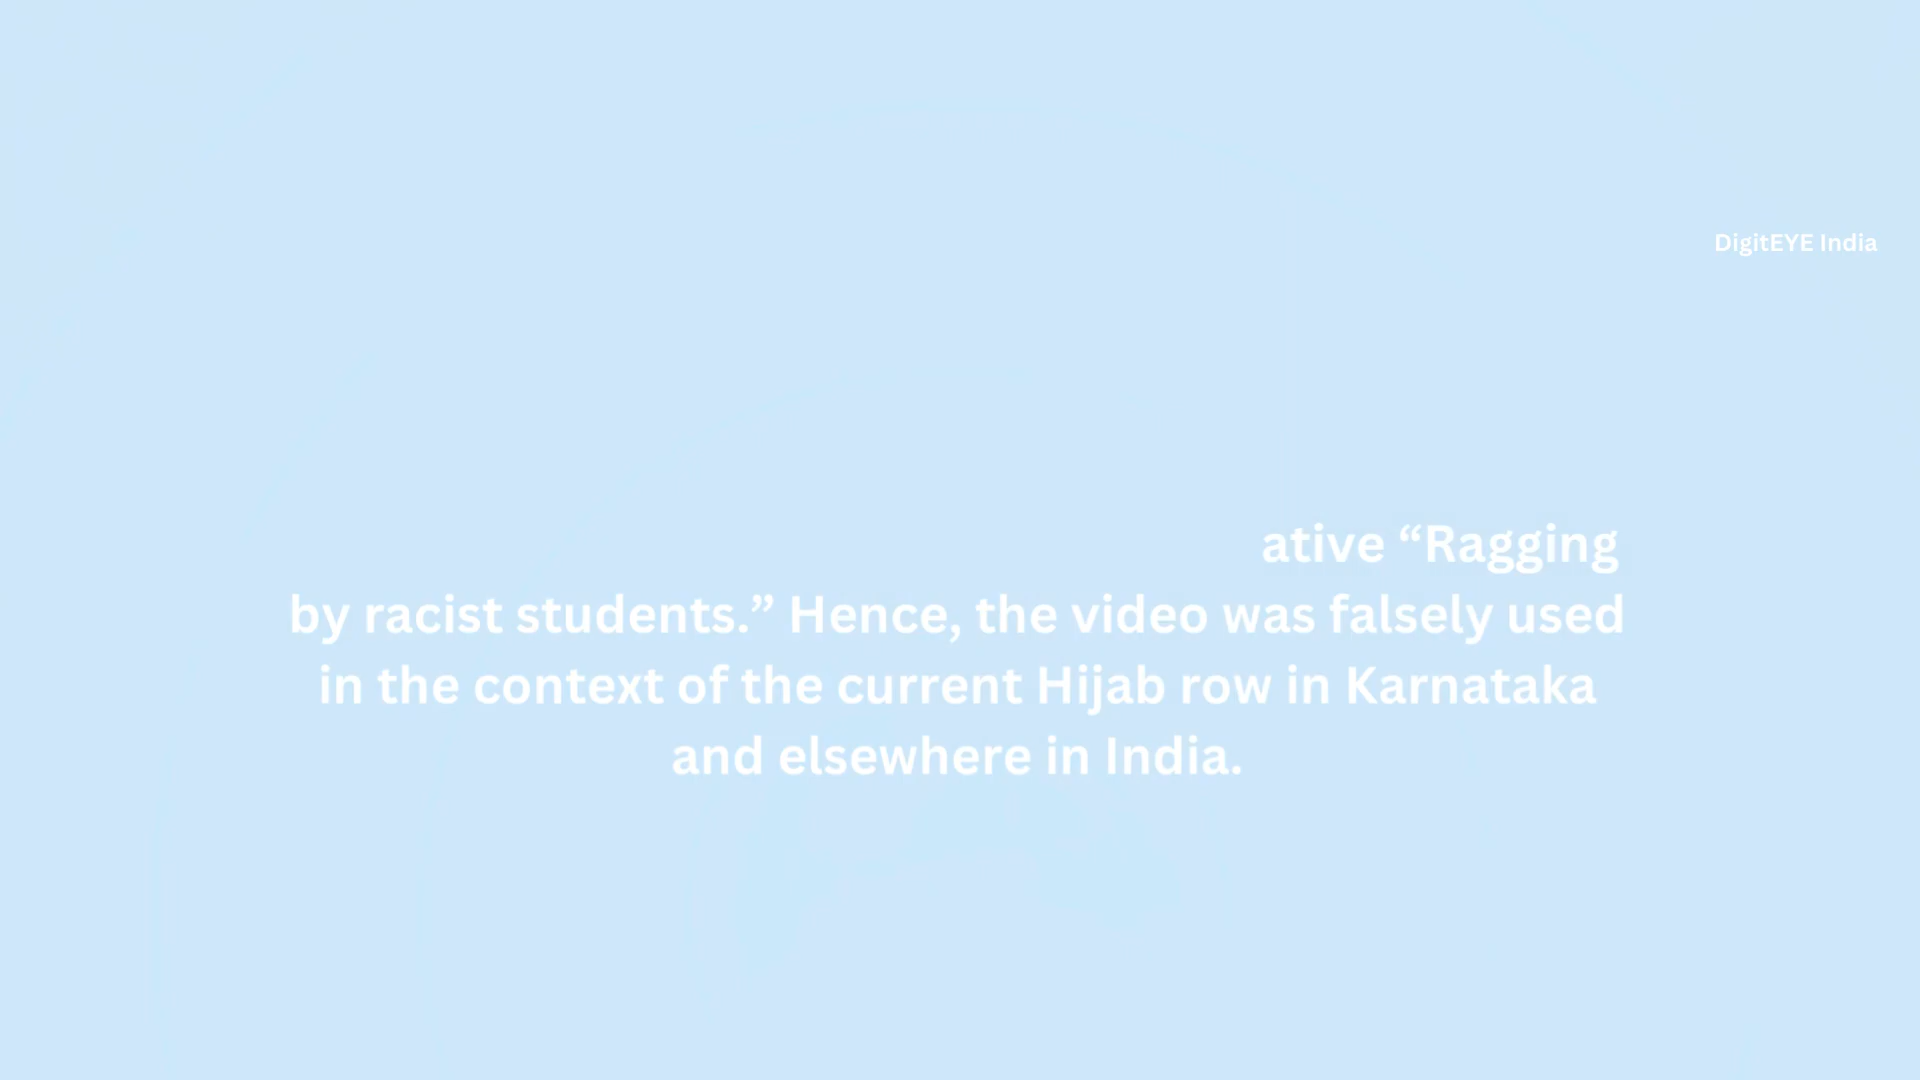 DigitEYE India
ative “Ragging
by racist students.” Hence, the video was falsely used
in the context of the current Hijab row in Karnataka
and elsewhere in India.